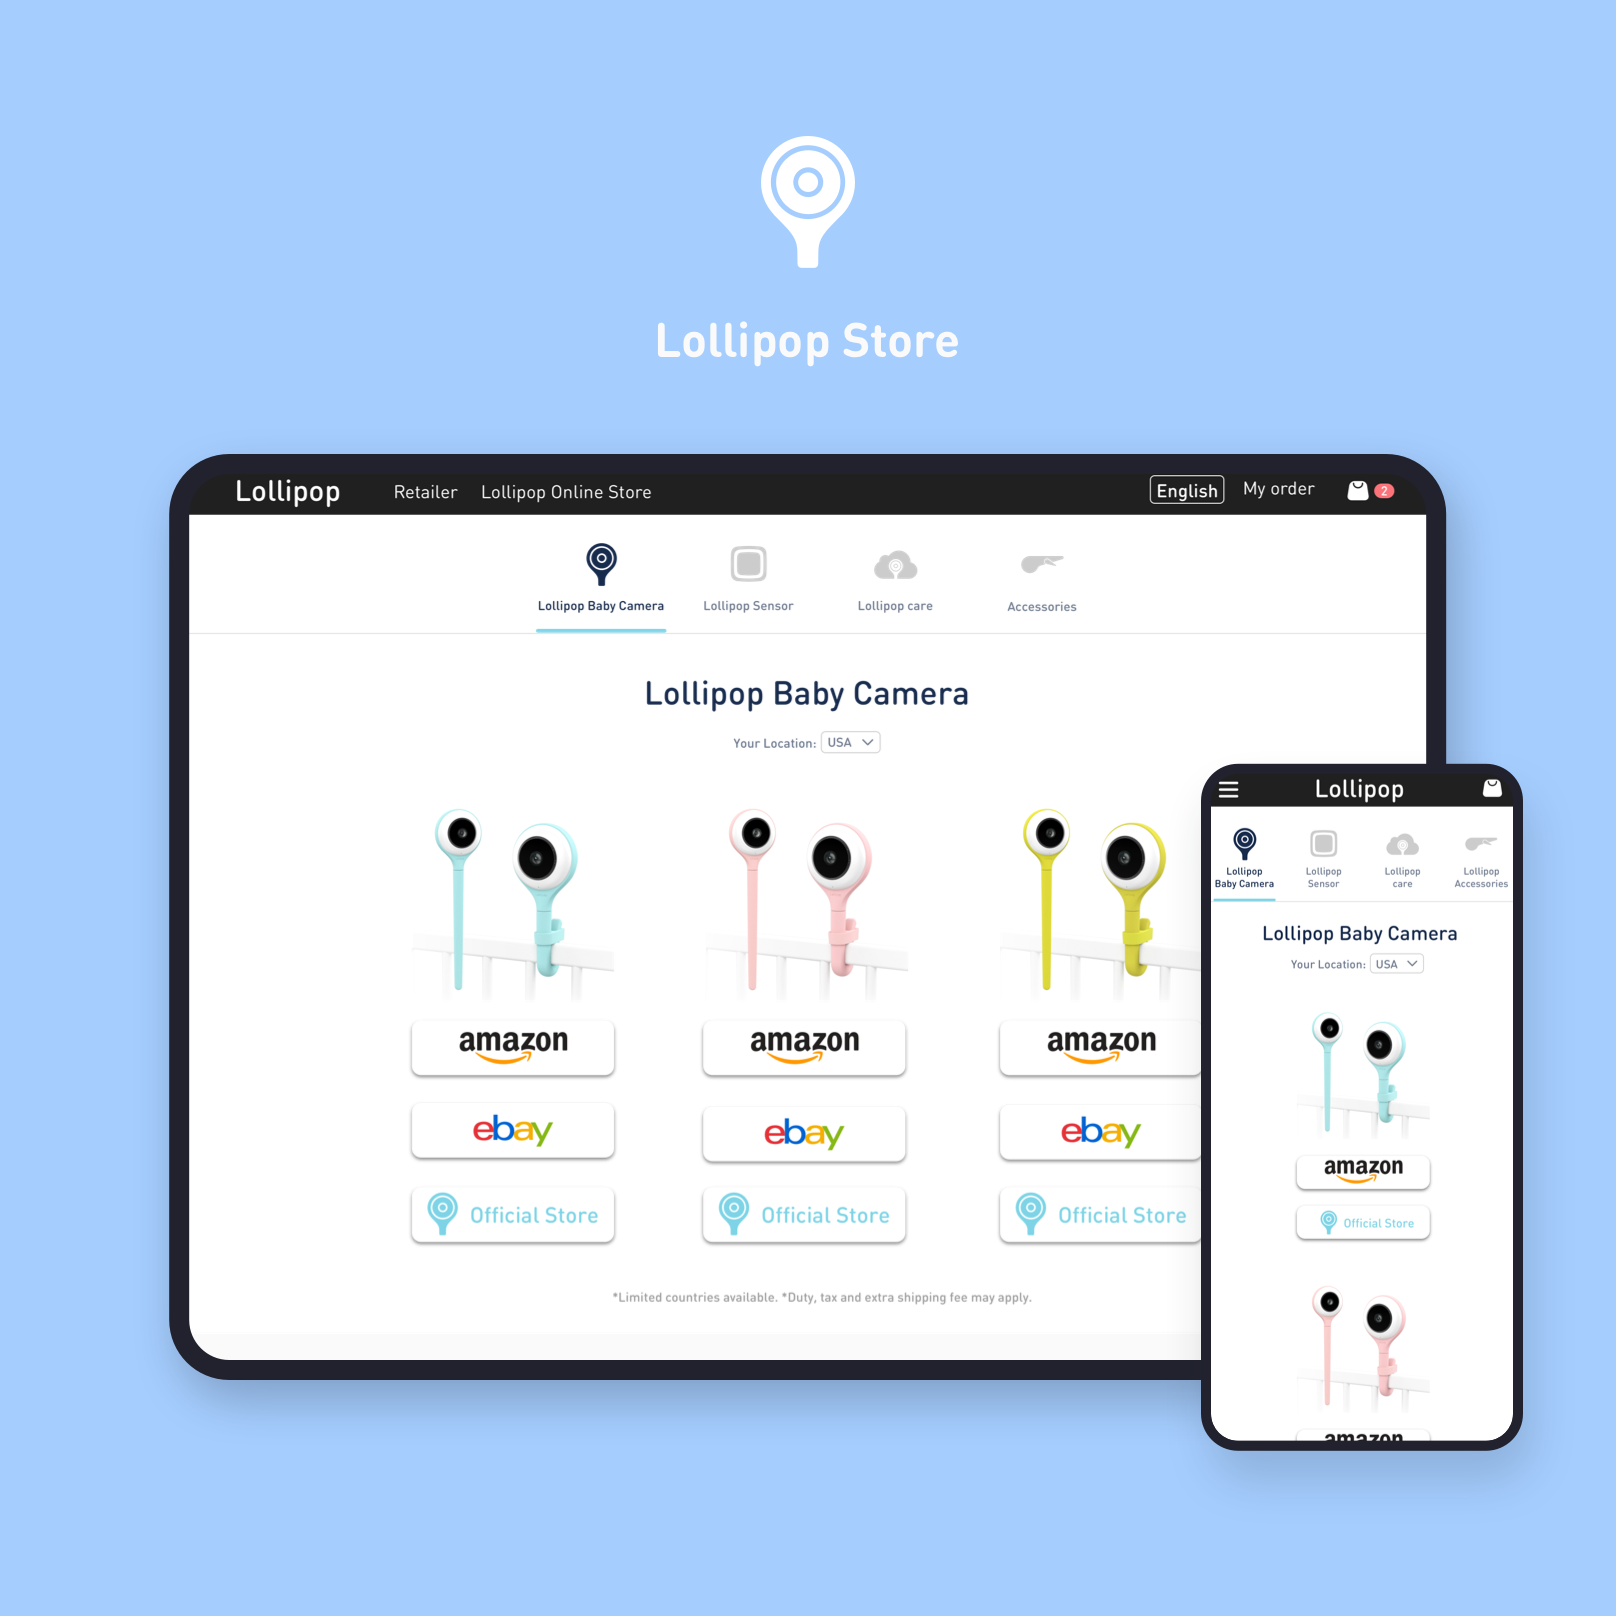 Lollipop Store
Lollipop
Retailer
Lollipop Online Store
English
My order
2
Lollipop Baby Camera
Lollipop Sensor
Lollipop care
Accessories
Lollipop Baby Camera
Your Location:
USA
amazon
amazon
amazon
ebay
ebay
ebay
Official Store
Official Store
Official Store
*Limited countries available. *Duty, tax and extra shipping fee may apply.
Lollipop
Lollipop
Baby Camera
Lollipop
Sensor
Lollipop
care
Lollipop
Accessories
Lollipop Baby Camera
Your Location:
USA
amazon
Official Store
amazon